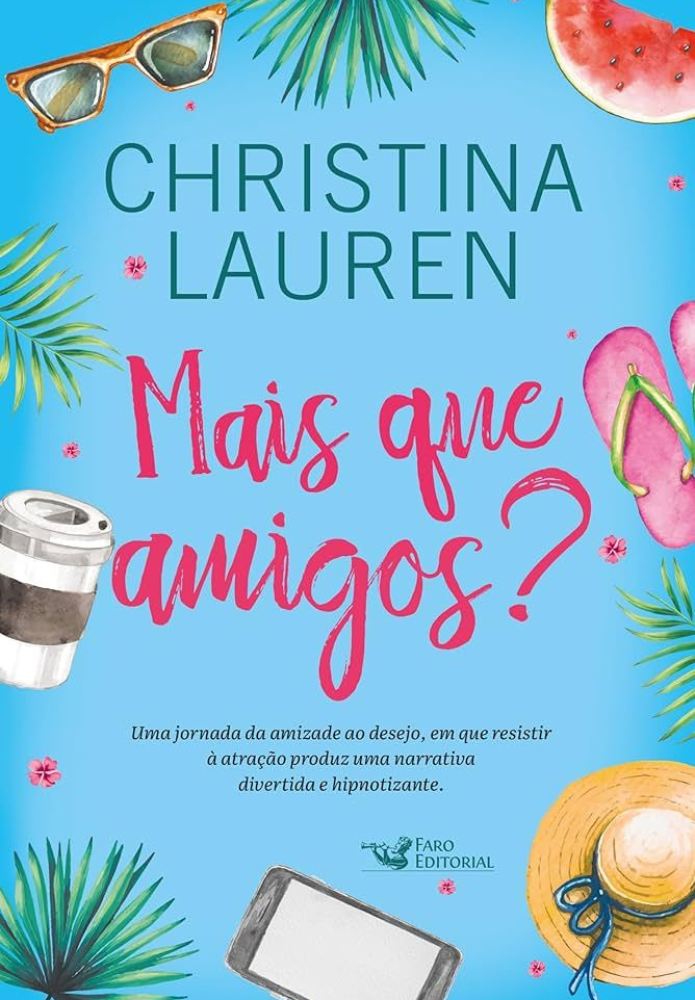 CHRISTINA
LAUREN
Mais que
amigos?
Uma jornada da amizade ao desejo, em que resistir
à atração produz uma narrativa
divertida e hipnotizante.
FARO
EDITORIAL